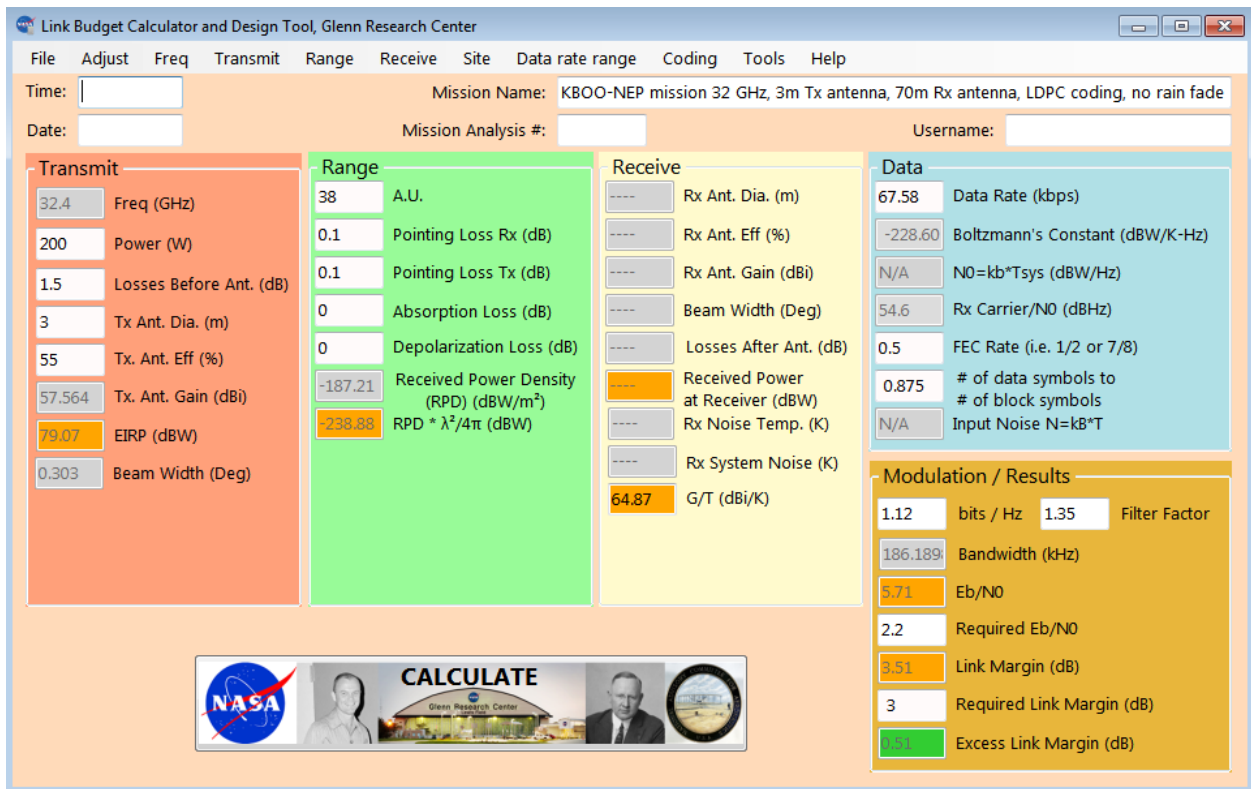 Link Budget Calculator and Design Tool, Glenn Research Center
File Adjust Freq Transmit Range Receive Site Data rate range Coding Tools Help
Time:
Mission Name: KBOO-NEP mission 32 GHz, 3m Tx antenna, 70m Rx antenna, LDPC coding, no rain fade
Date:
Mission Analysis #:
Username:
Transmit
32.4 Freq (GHz)
200 Power (W)
1.5 Losses Before Ant. (dB)
3 Tx Ant. Dia. (m)
55 Tx. Ant. Eff (%)
57.564 Tx. Ant. Gain (dBi)
79.07 EIRP (dBW)
0.303 Beam Width (Deg)
Range
38 A.U.
0.1 Pointing Loss Rx (dB)
0.1 Pointing Loss Tx (dB)
0 Absorption Loss (dB)
0 Depolarization Loss (dB)
-187.21 Received Power Density
(RPD) (dBW/m²)
-238.88 RPD * λ²/4π (dBW)
Receive
---- Rx Ant. Dia. (m)
---- Rx Ant. Eff (%)
---- Rx Ant. Gain (dBi)
---- Beam Width (Deg)
---- Losses After Ant. (dB)
---- Received Power
at Receiver (dBW)
---- Rx Noise Temp. (K)
---- Rx System Noise (K)
64.87 G/T (dBi/K)
Data
67.58 Data Rate (kbps)
-228.60 Boltzmann's Constant (dBW/K-Hz)
N/A N0=kb*Tsys (dBW/Hz)
54.6 Rx Carrier/N0 (dBHz)
0.5 FEC Rate (i.e. 1/2 or 7/8)
0.875 # of data symbols to
# of block symbols
N/A Input Noise N=kB*T
Modulation / Results
1.12 bits / Hz 1.35 Filter Factor
186.189 Bandwidth (kHz)
5.71 Eb/N0
2.2 Required Eb/N0
3.51 Link Margin (dB)
3 Required Link Margin (dB)
0.51 Excess Link Margin (dB)
NASA
CALCULATE
Glenn Research Center